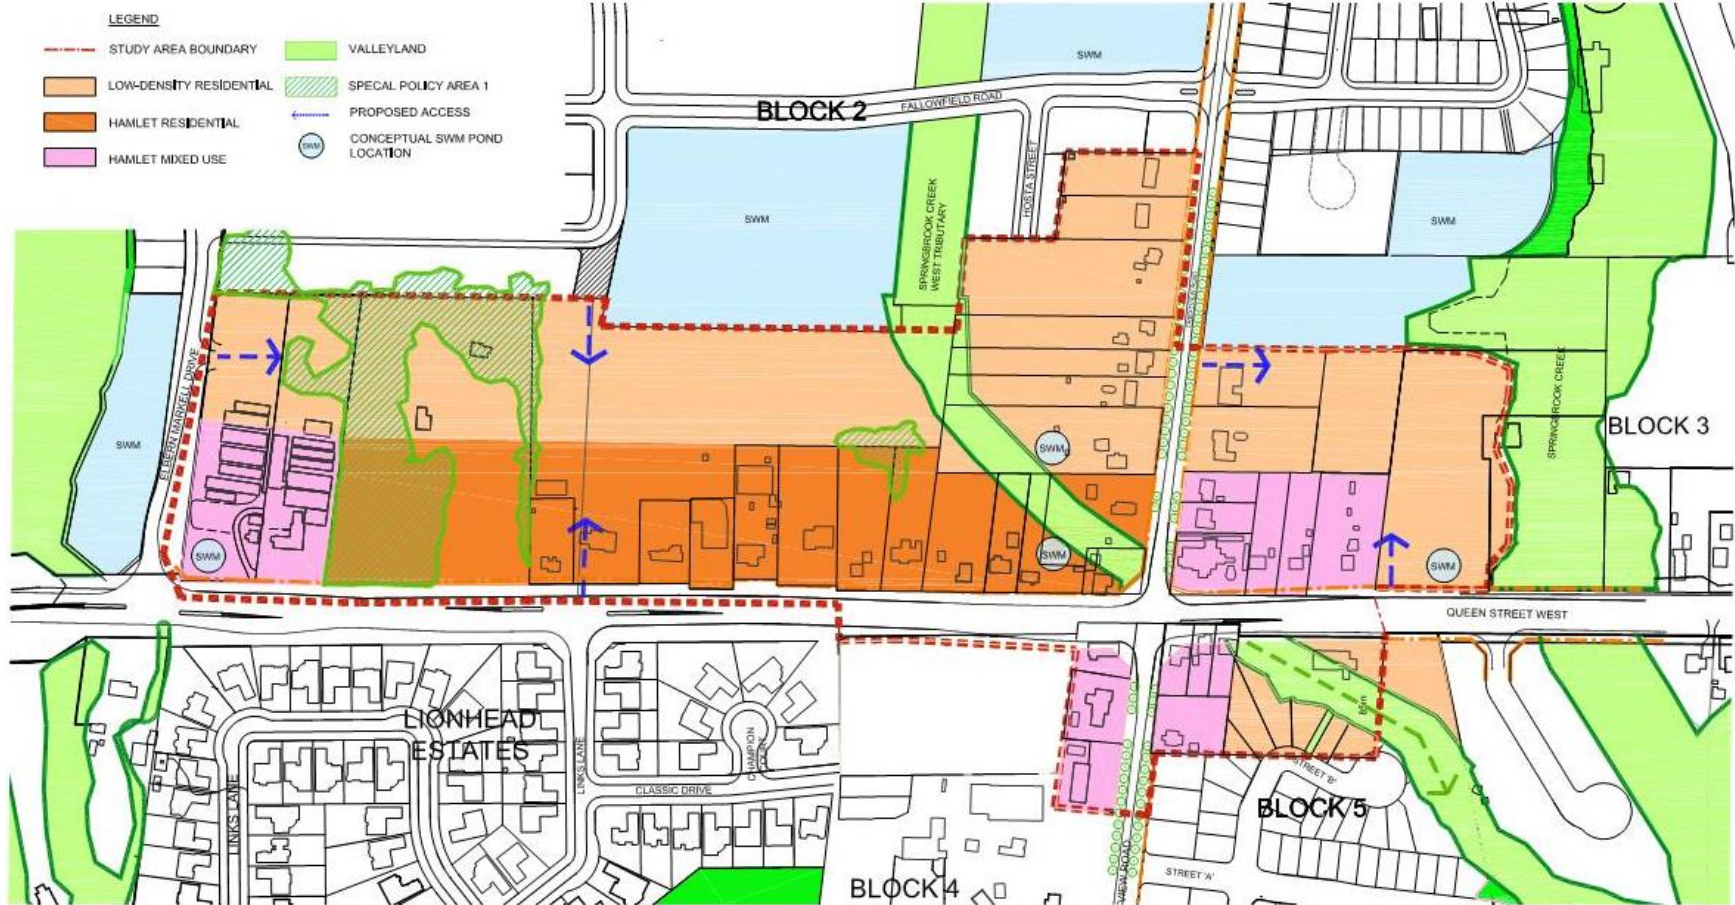 LEGEND
STUDY AREA BOUNDARY
LOW-DENSITY RESIDENTIAL
HAMLET RESIDENTIAL
HAMLET MIXED USE
VALLEYLAND
SPECAL POLICY AREA 1
PROPOSED ACCESS
SWM
CONCEPTUAL SWM POND
LOCATION
SWM
BLOCK 2
FALLOWFIELD ROAD
HOSTA STREET
SPRINGBROOK CREEK
WEST TRIBUTARY
SWM
SWM
ELBERN MARKELL DRIVE
SWM
SWM
SWM
SWM
SWM
SPRINGBROOK CREEK
BLOCK 3
QUEEN STREET WEST
LIONHEAD
ESTATES
LINKS LANE
LINKS LANE
CHAMPION
COURT
CLASSIC DRIVE
85m
STREET 'B'
BLOCK 5
BLOCK 4
VIEW ROAD
STREET 'A'